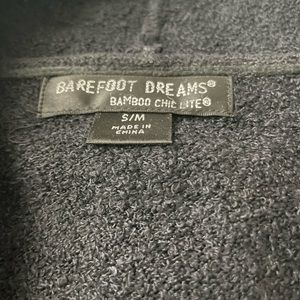 BAREFOOT DREAMS®
BAMBOO CHIC LITE®
S/M
MADE IN
CHINA